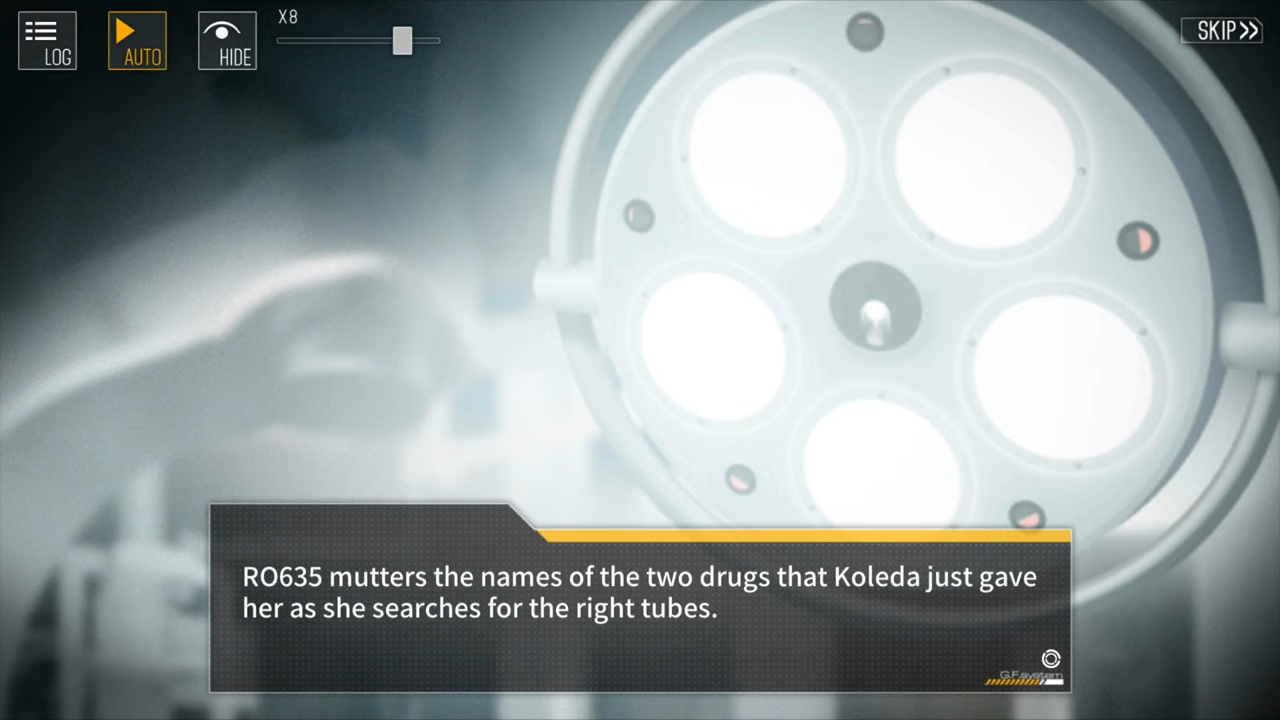 LOG
AUTO
HIDE
X8
SKIP
RO635 mutters the names of the two drugs that Koleda just gave
her as she searches for the right tubes.
G.F.system